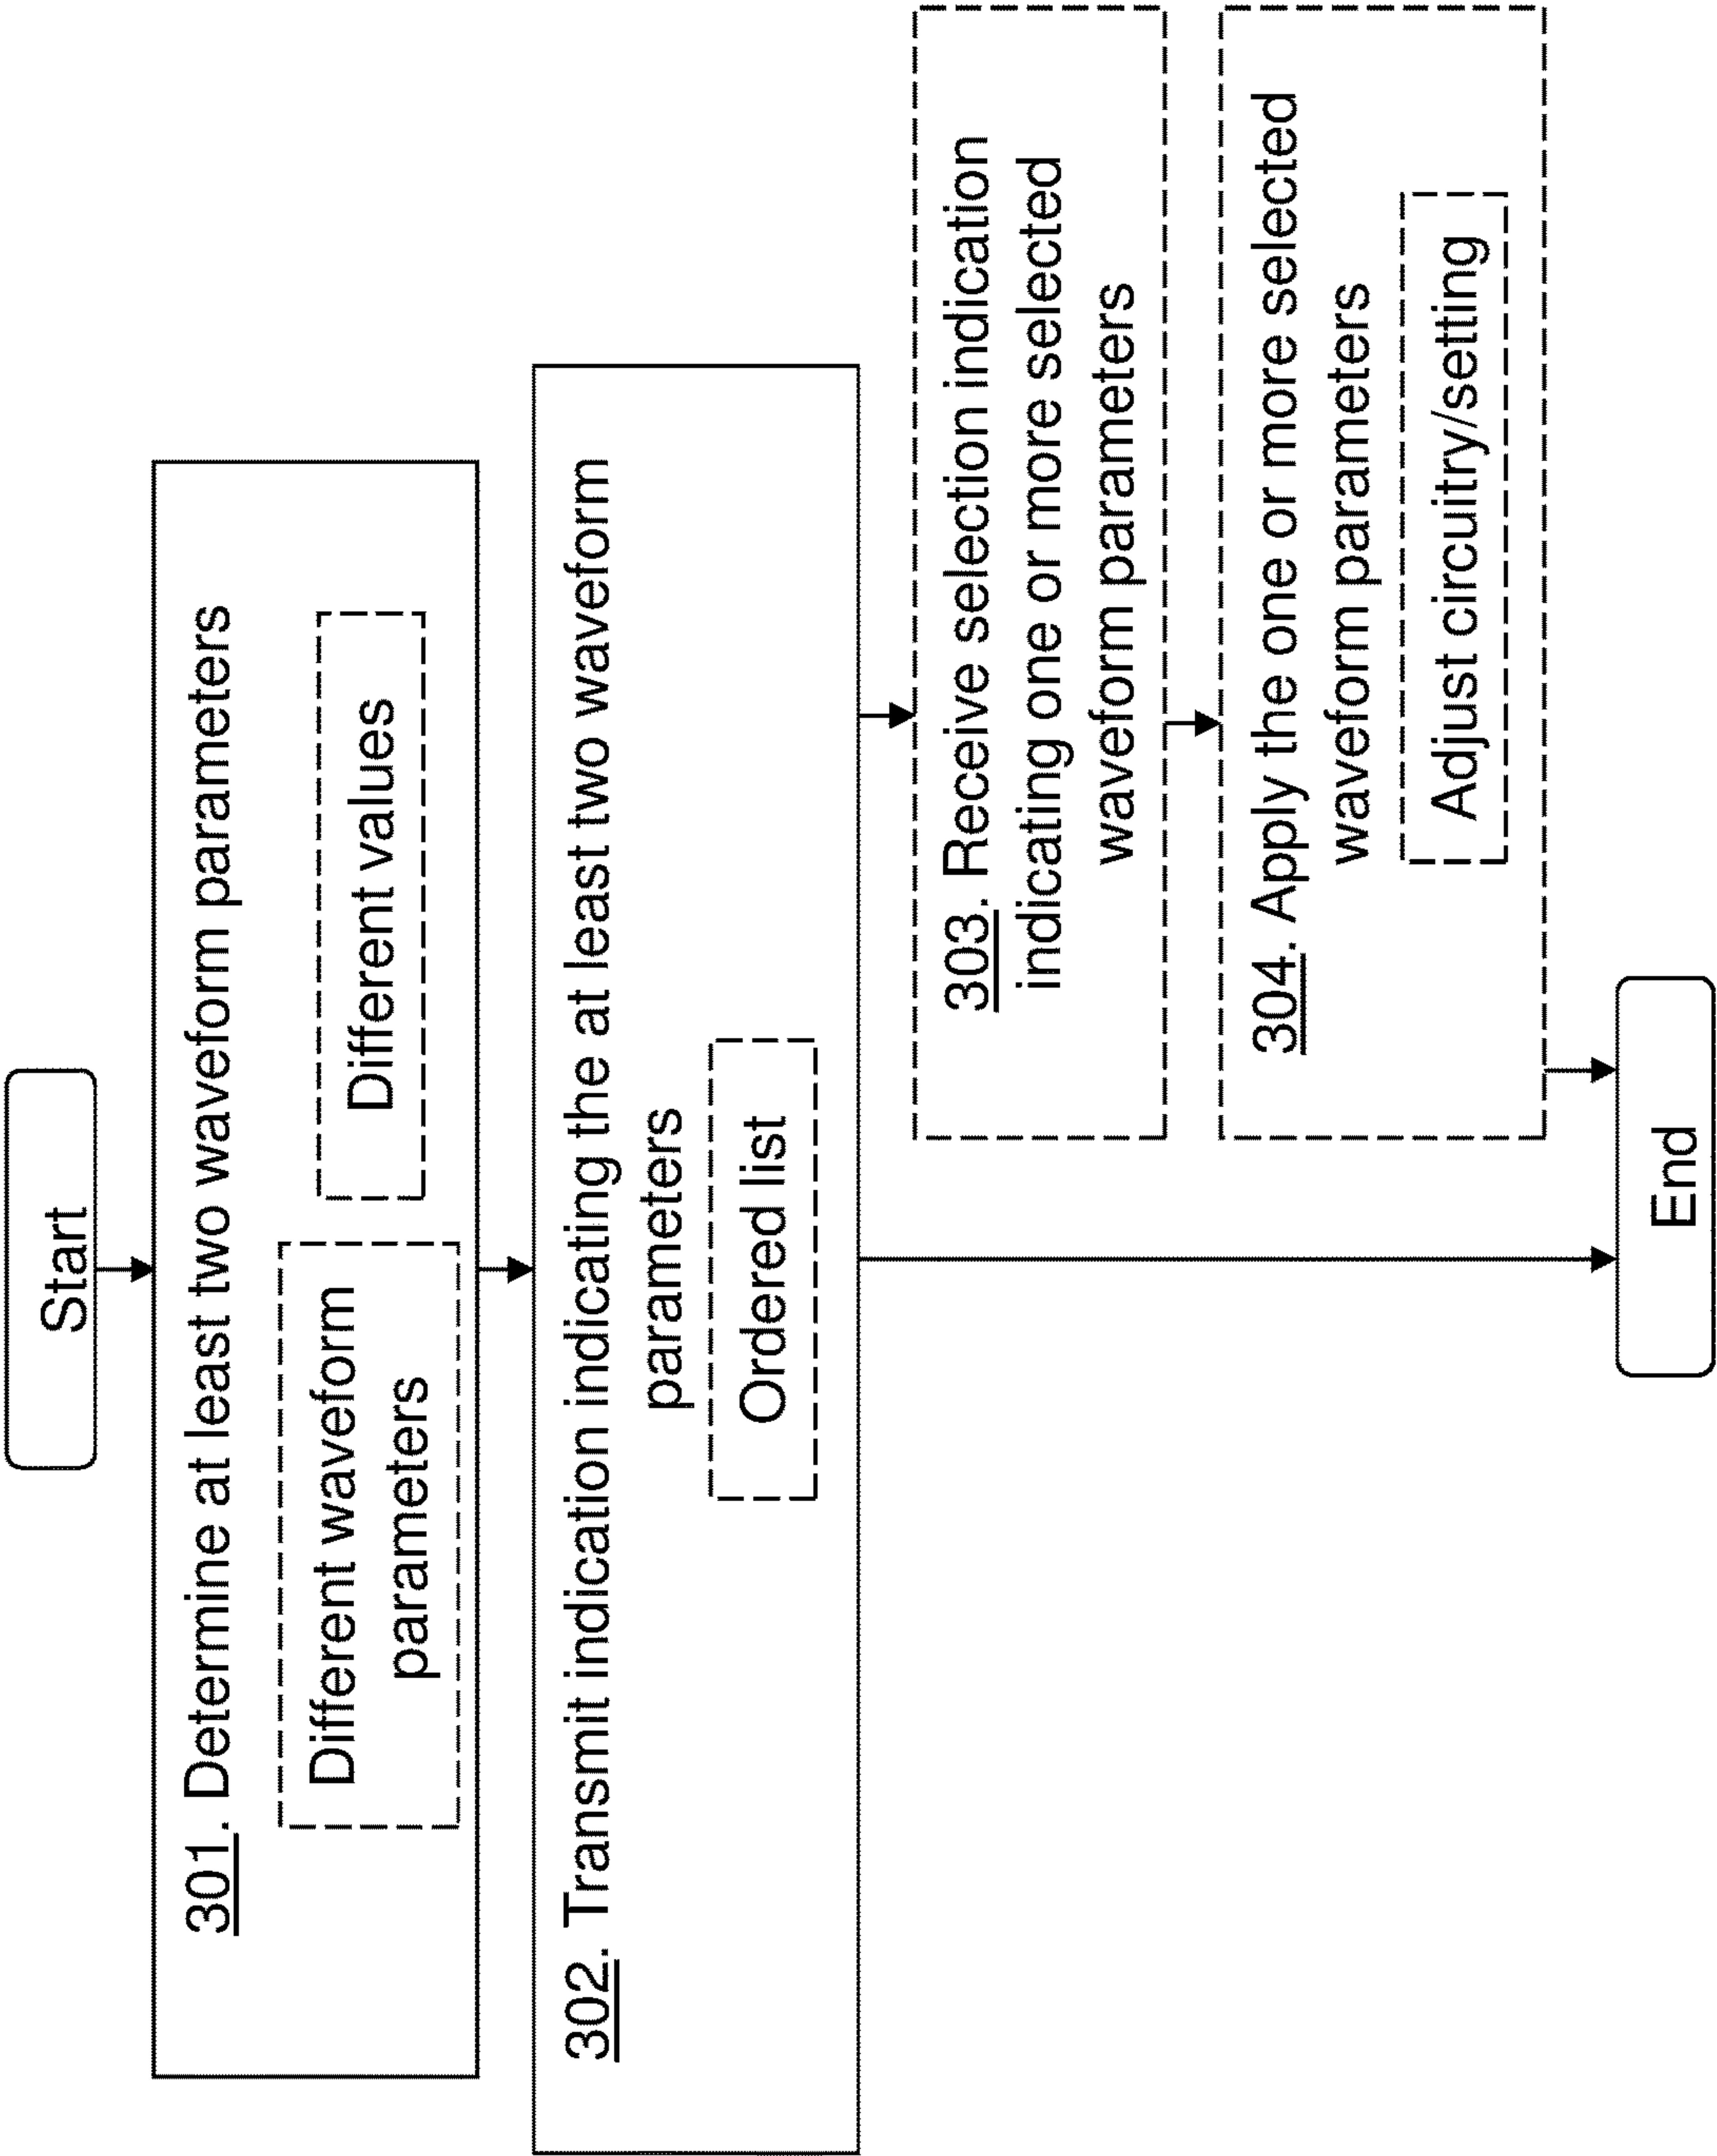 Start
301. Determine at least two waveform parameters
Different waveform
parameters
Different values
302. Transmit indication indicating the at least two waveform
parameters
Ordered list
303. Receive selection indication
indicating one or more selected
waveform parameters
304. Apply the one or more selected
waveform parameters
Adjust circuitry/setting
End